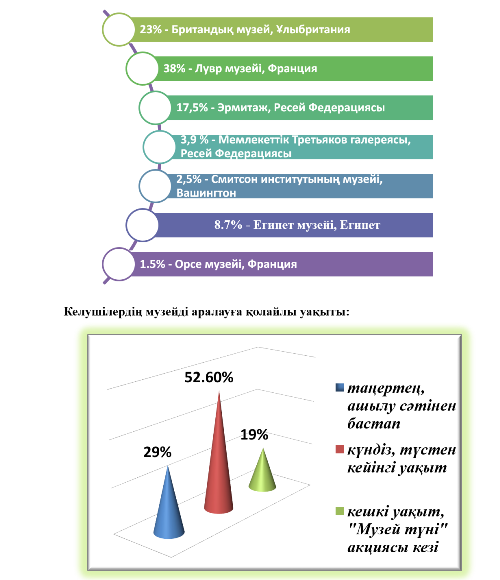 23% - Британдық музей, Ұлыбритания
38% - Лувр музейі, Франция
17,5% - Эрмитаж, Ресей Федерациясы
3,9 % - Мемлекеттік Третьяков галереясы,
Ресей Федерациясы
2,5% - Смитсон институтының музейі,
Вашингтон
8.7% - Египет музейі, Египет
1.5% - Орсе музейі, Франция
Келушілердің музейді аралауға қолайлы уақыты:
52.60%
29%
19%
таңертең,
ашылу сәтінен
бастап
күндіз, түстен
кейінгі уақыт
кешкі уақыт,
"Музей түні"
акциясы кезі